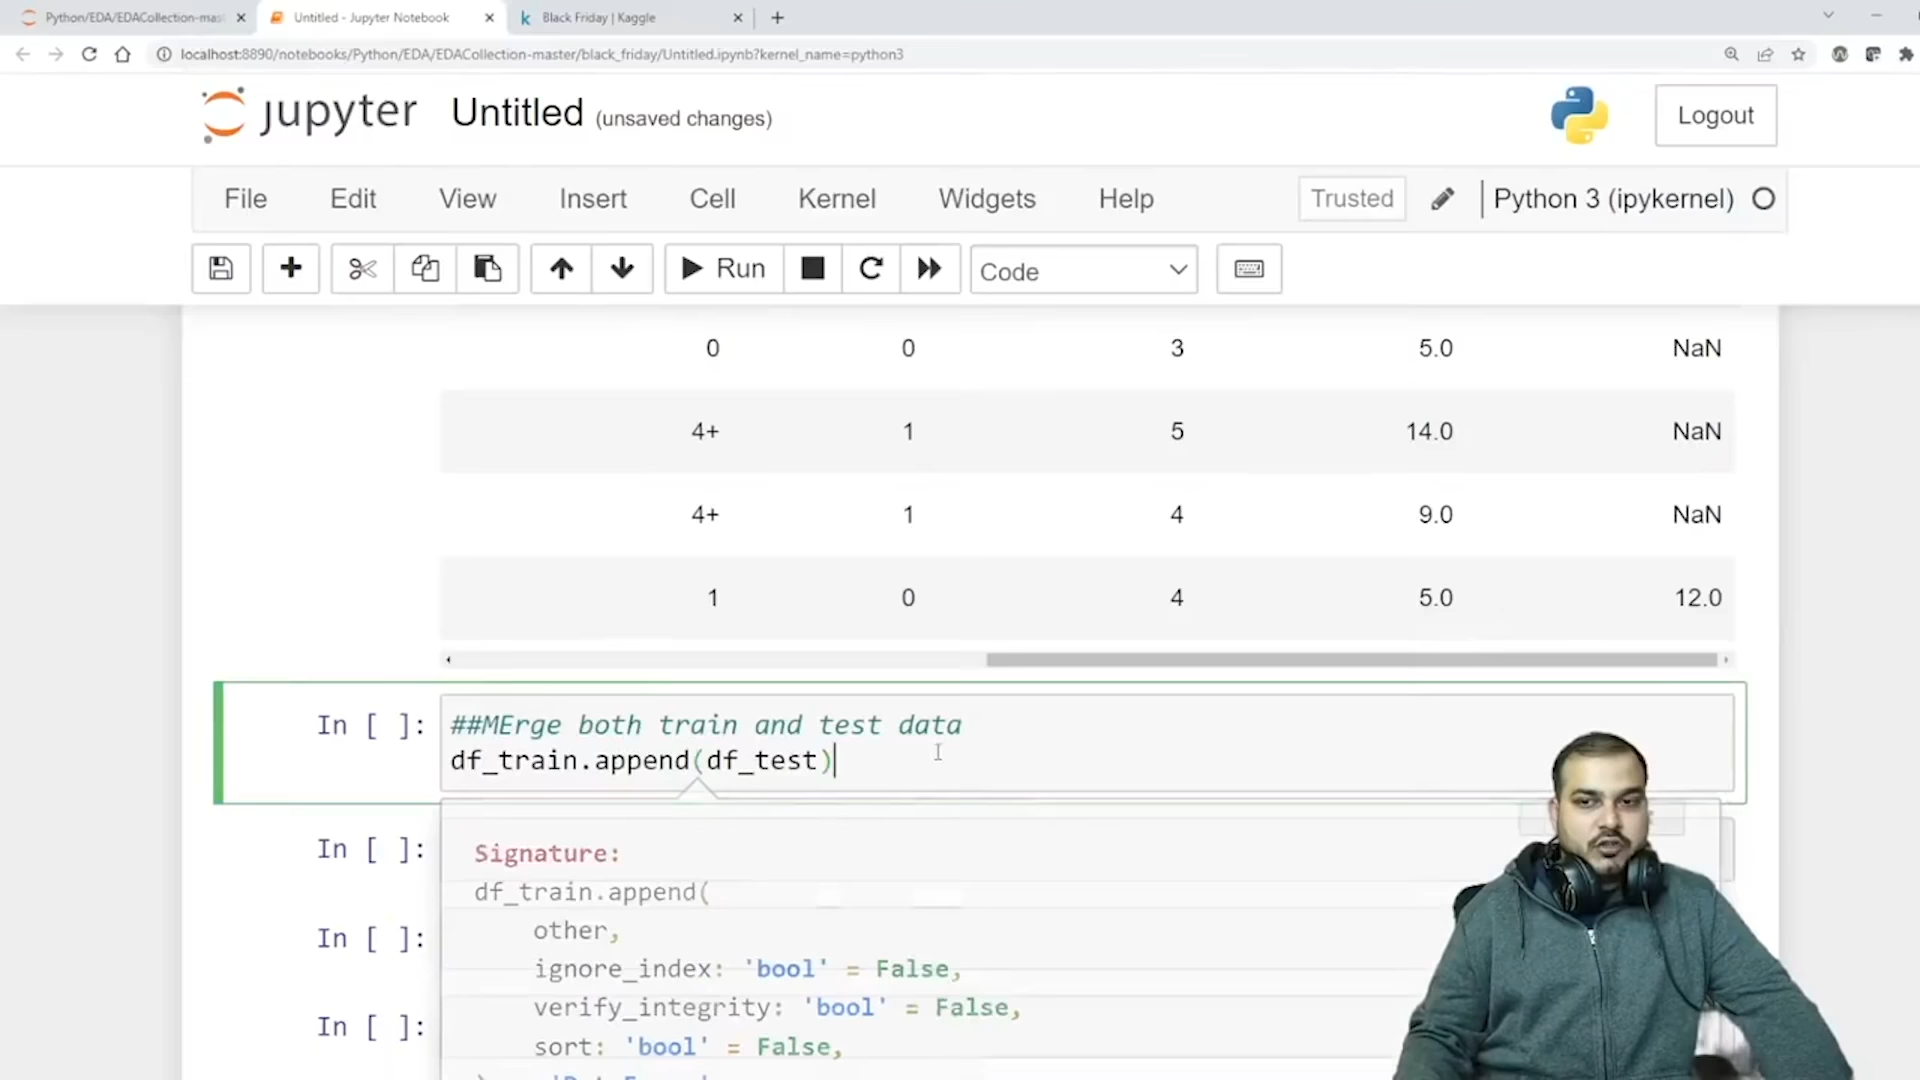 Python/EDA/EDACollection-mas
Untitled - Jupyter Notebook
Black Friday | Kaggle
localhost:8890/notebooks/Python/EDA/EDACollection-master/black_friday/Untitled.ipynb?kernel_name=python3
jupyter Untitled (unsaved changes)
Logout
File Edit View Insert Cell Kernel Widgets Help Trusted Python 3 (ipykernel)
Run Code
0 0 3 5.0 NaN
4+ 1 5 14.0 NaN
4+ 1 4 9.0 NaN
1 0 4 5.0 12.0
In [ ]: ##MErge both train and test data
df_train.append(df_test)
In [ ]:
Signature:
df_train.append(
other,
In [ ]:
ignore_index: 'bool' = False,
verify_integrity: 'bool' = False,
In [ ]:
sort: 'bool' = False,